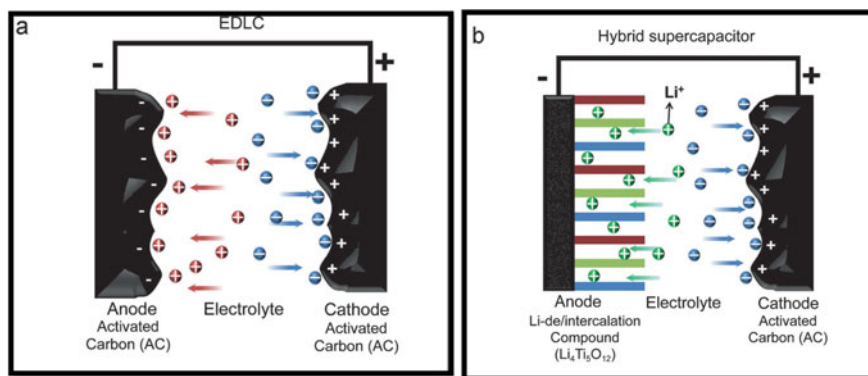 a
EDLC
-
+
Anode
Activated
Carbon (AC)
Electrolyte
Cathode
Activated
Carbon (AC)
b
Hybrid supercapacitor
-
+
Li⁺
Anode
Li-de/intercalation
Compound
(Li₄Ti₅O₁₂)
Electrolyte
Cathode
Activated
Carbon (AC)